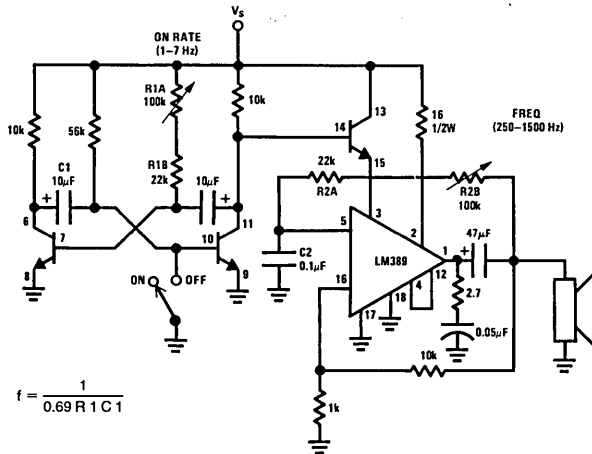 VS
ON RATE
(1–7 Hz)
R1A
100k
10k
56k
10k
R1B
22k
C1
10µF
10µF
+
+
6
7
8
9
10
11
ON
OFF
13
14
15
16
1/2W
FREQ
(250–1500 Hz)
22k
R2A
R2B
100k
5
3
2
1
C2
0.1µF
LM389
16
18
4
12
17
+
47µF
2.7
0.05µF
10k
1k
f = 1 / 0.69 R 1 C 1